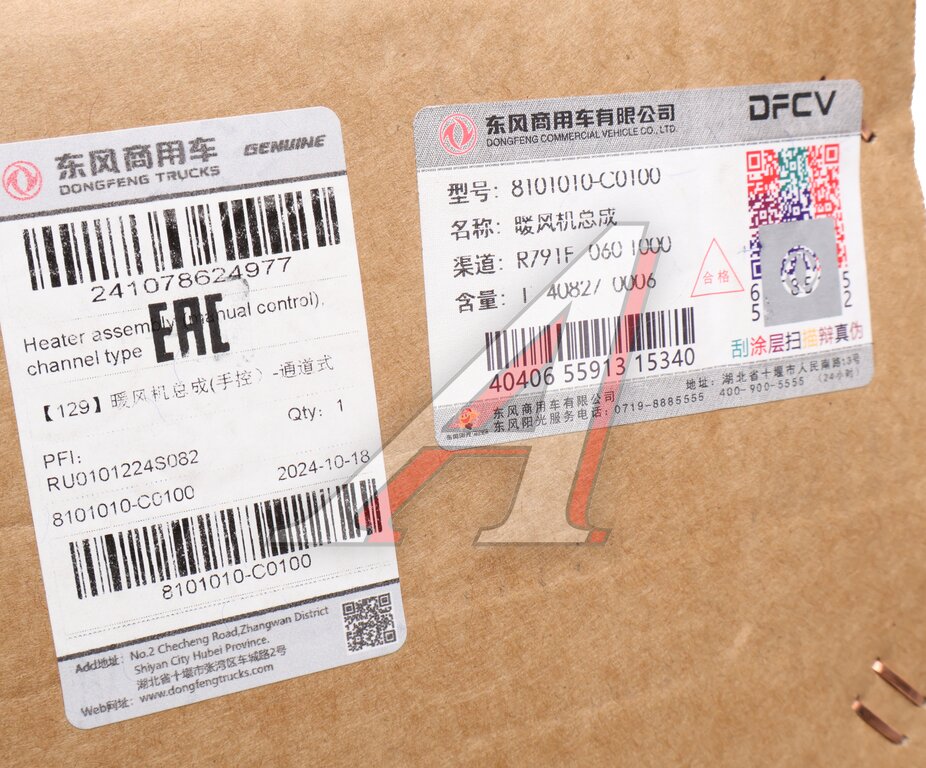 东风商用车
DONGFENG TRUCKS
GENUINE
241078624977
Heater assembly (manual control),
channel type
EAC
【129】暖风机总成(手控）-通道式
Qty: 1
PFI:
RU0101224S082
2024-10-18
8101010-C0100
8101010-C0100
Add地址: No.2 Checheng Road,Zhangwan District
Shiyan City Hubei Province.
湖北省十堰市张湾区车城路2号
Web网址: www.dongfengtrucks.com
东风商用车有限公司
DONGFENG COMMERCIAL VEHICLE CO., LTD.
DFCV
型号: 8101010-C0100
名称: 暖风机总成
渠道: R791F 060 1000
含量: 1 40827 0006
合格
40406 55913 15340
刮涂层扫描辩真伪
东风商用车有限公司
地址: 湖北省十堰市人民南路13号
东风阳光服务电话: 0719-8885555 400-900-5555 (24小时)